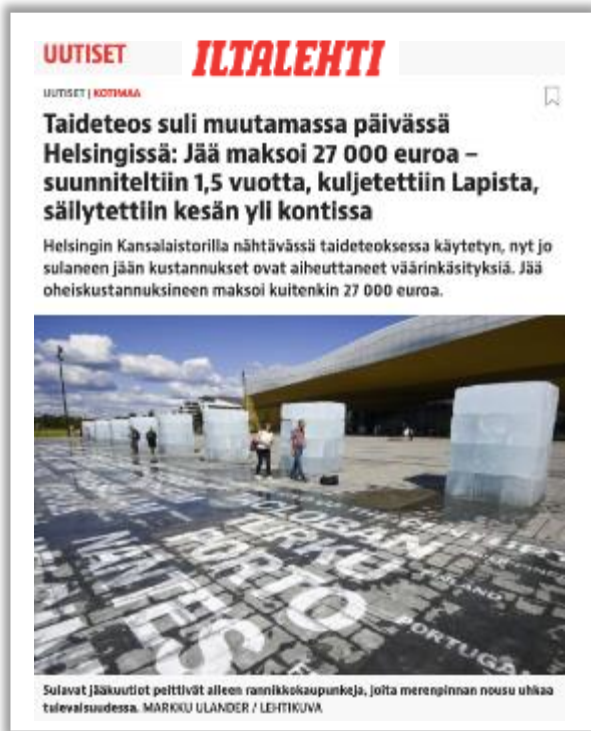 UUTISET ILTALEHTI
UUTISET | KOTIMAA
Taideteos suli muutamassa päivässä
Helsingissä: Jää maksoi 27 000 euroa –
suunniteltiin 1,5 vuotta, kuljetettiin Lapista,
säilytettiin kesän yli kontissa
Helsingin Kansalaistorilla nähtävässä taideteoksessa käytetyn, nyt jo
sulaneen jään kustannukset ovat aiheuttaneet väärinkäsityksiä. Jää
oheiskustannuksineen maksoi kuitenkin 27 000 euroa.
TACLOBAN
TURKU
PORTO
PORTUGAL
Sulavat jääkuutiot peittivät alleen rannikkokaupunkeja, joita merenpinnan nousu uhkaa
tulevaisuudessa. MARKKU ULANDER / LEHTIKUVA